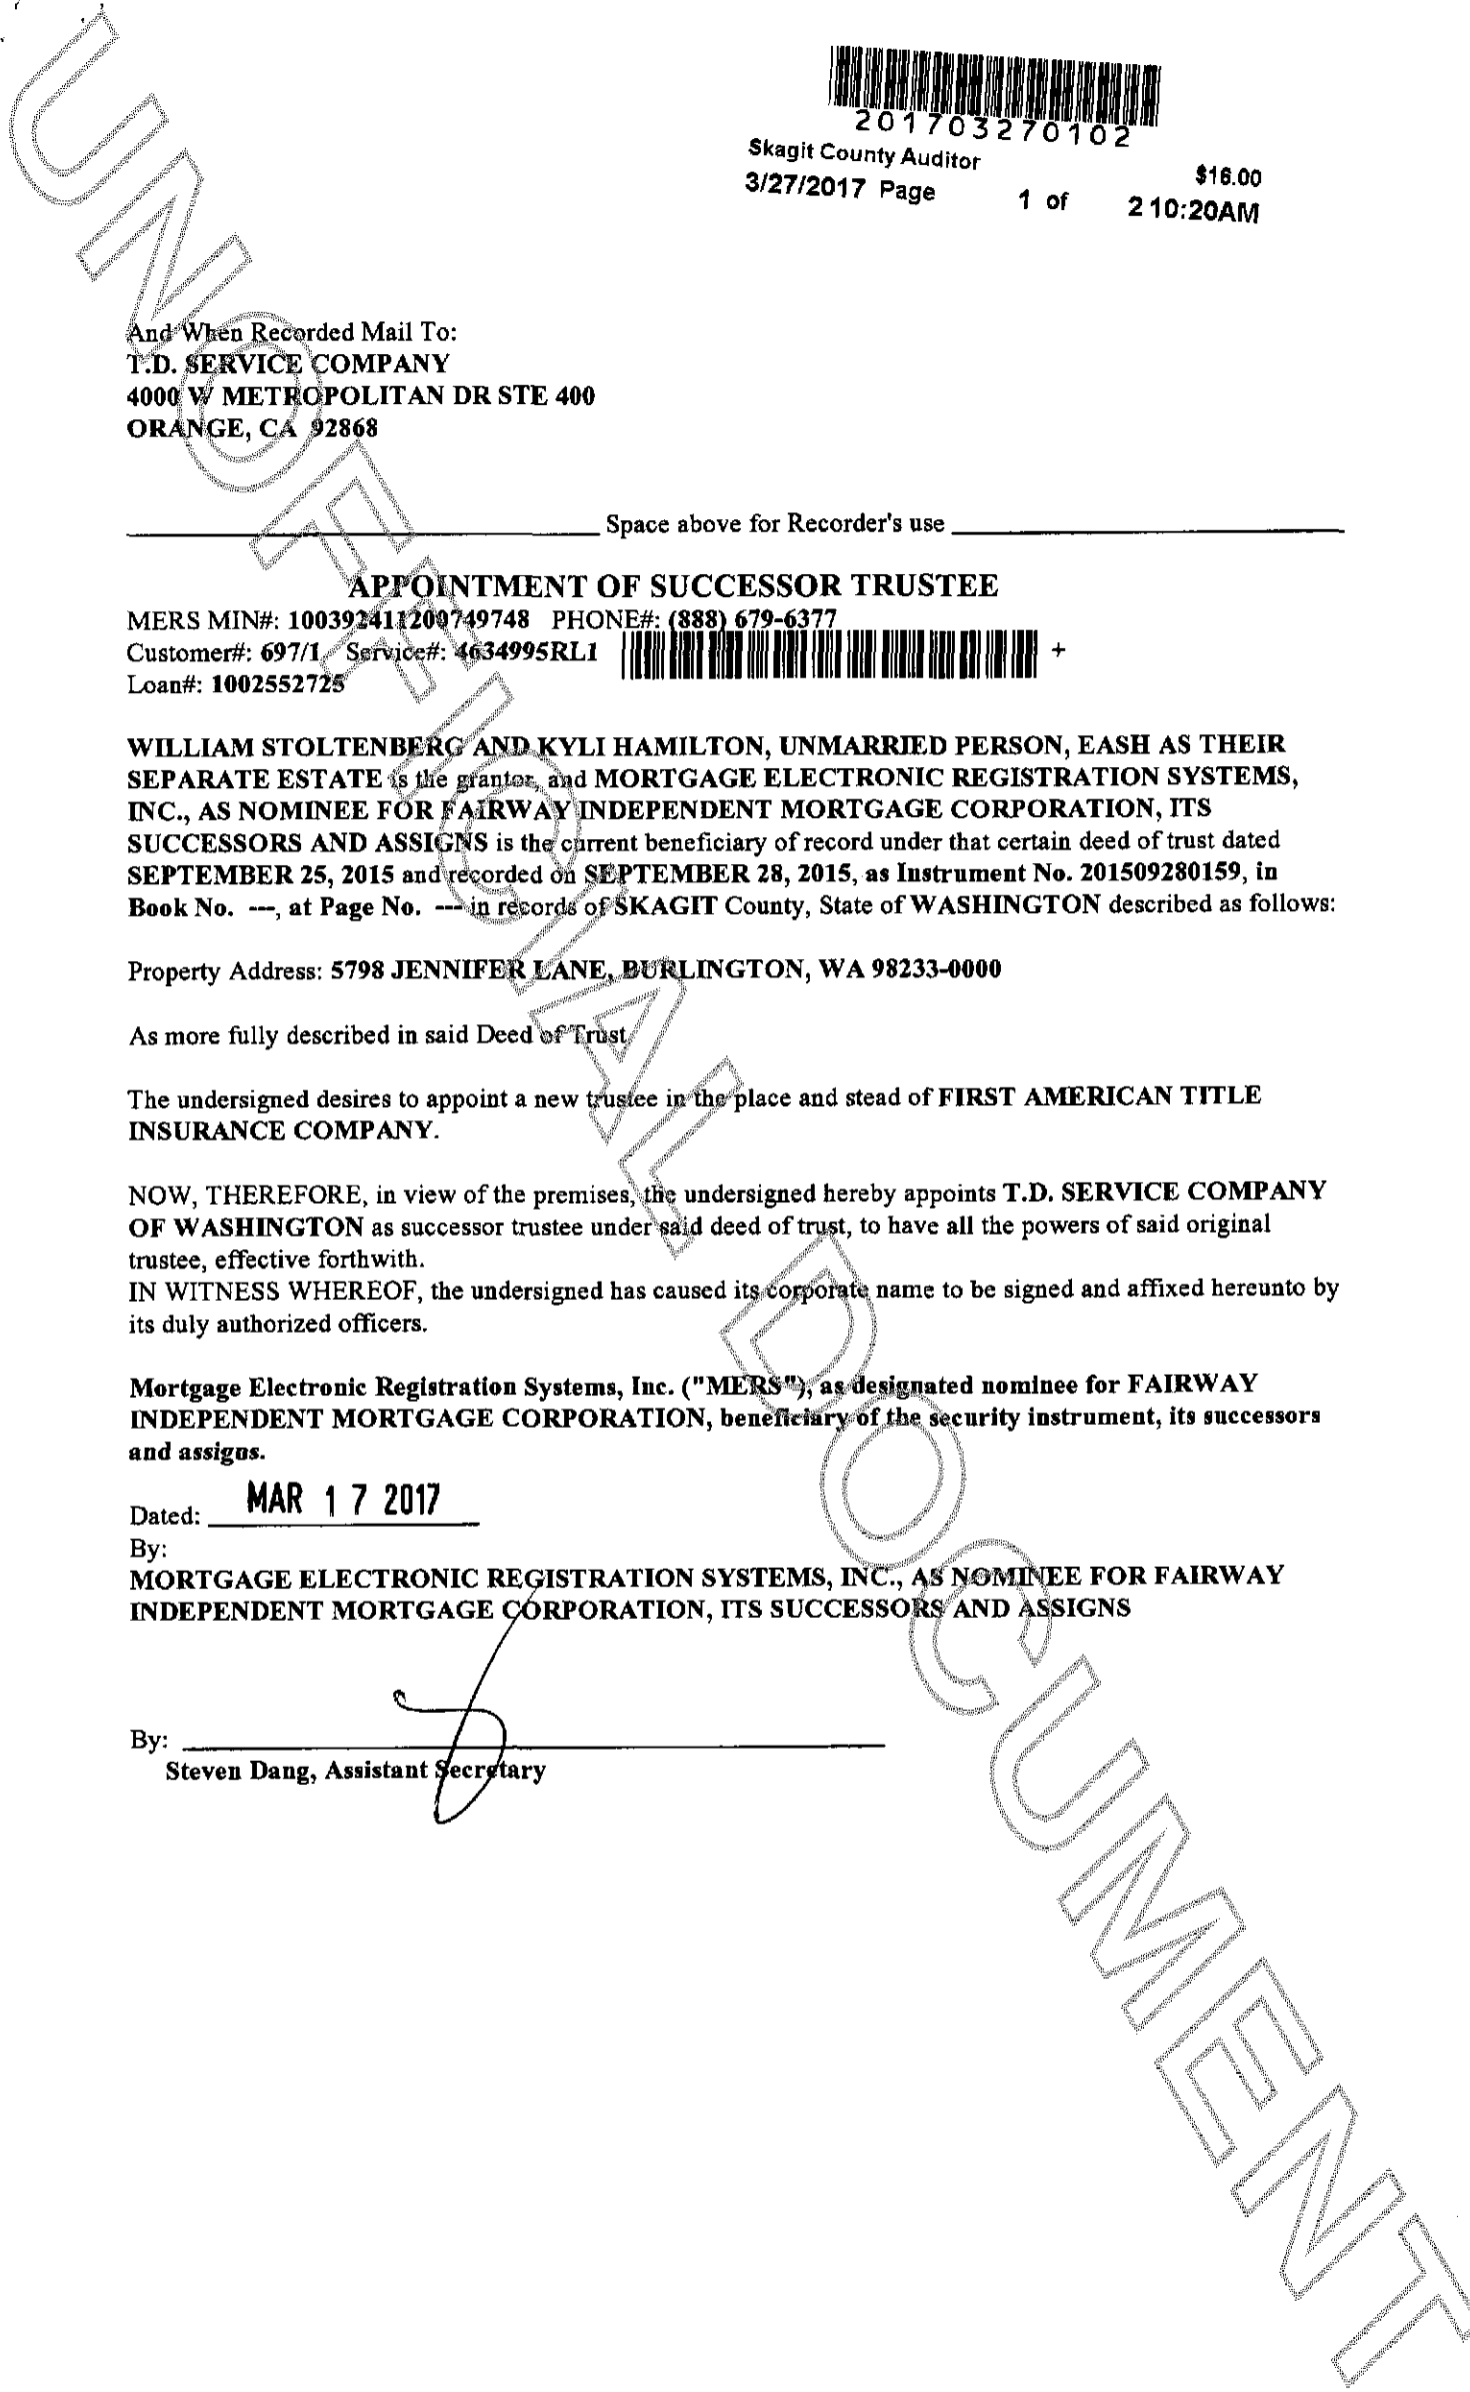 201703270102
Skagit County Auditor $16.00
3/27/2017 Page 1 of 2 10:20AM
And When Recorded Mail To:
T.D. SERVICE COMPANY
4000 W METROPOLITAN DR STE 400
ORANGE, CA 92868
Space above for Recorder's use
APPOINTMENT OF SUCCESSOR TRUSTEE
MERS MIN#: 100392411200749748 PHONE#: (888) 679-6377
Customer#: 697/1 Service#: 4634995RL1 +
Loan#: 1002552725
WILLIAM STOLTENBERG AND KYLI HAMILTON, UNMARRIED PERSON, EASH AS THEIR
SEPARATE ESTATE is the grantor, and MORTGAGE ELECTRONIC REGISTRATION SYSTEMS,
INC., AS NOMINEE FOR FAIRWAY INDEPENDENT MORTGAGE CORPORATION, ITS
SUCCESSORS AND ASSIGNS is the current beneficiary of record under that certain deed of trust dated
SEPTEMBER 25, 2015 and recorded on SEPTEMBER 28, 2015, as Instrument No. 201509280159, in
Book No. ---, at Page No. --- in records of SKAGIT County, State of WASHINGTON described as follows:
Property Address: 5798 JENNIFER LANE, BURLINGTON, WA 98233-0000
As more fully described in said Deed of Trust
The undersigned desires to appoint a new trustee in the place and stead of FIRST AMERICAN TITLE
INSURANCE COMPANY.
NOW, THEREFORE, in view of the premises, the undersigned hereby appoints T.D. SERVICE COMPANY
OF WASHINGTON as successor trustee under said deed of trust, to have all the powers of said original
trustee, effective forthwith.
IN WITNESS WHEREOF, the undersigned has caused its corporate name to be signed and affixed hereunto by
its duly authorized officers.
Mortgage Electronic Registration Systems, Inc. ("MERS"), as designated nominee for FAIRWAY
INDEPENDENT MORTGAGE CORPORATION, beneficiary of the security instrument, its successors
and assigns.
Dated: MAR 17 2017
By:
MORTGAGE ELECTRONIC REGISTRATION SYSTEMS, INC., AS NOMINEE FOR FAIRWAY
INDEPENDENT MORTGAGE CORPORATION, ITS SUCCESSORS AND ASSIGNS
By:
Steven Dang, Assistant Secretary
UNOFFICIAL DOCUMENT